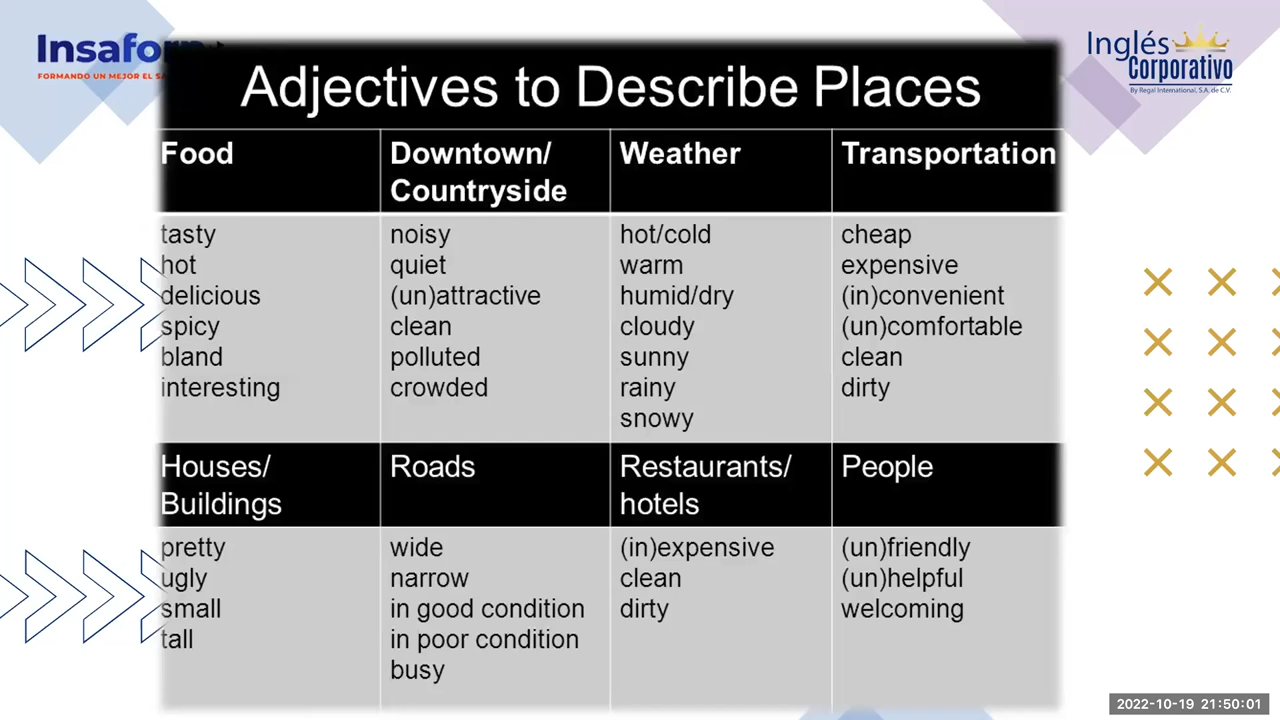 Insafor
FORMANDO UN MEJOR EL
Inglés
Corporativo
By Regal International, S.A. de C.V.
Adjectives to Describe Places
Food
Downtown/
Countryside
Weather
Transportation
tasty
hot
delicious
spicy
bland
interesting
noisy
quiet
(un)attractive
clean
polluted
crowded
hot/cold
warm
humid/dry
cloudy
sunny
rainy
snowy
cheap
expensive
(in)convenient
(un)comfortable
clean
dirty
Houses/
Buildings
Roads
Restaurants/
hotels
People
pretty
ugly
small
tall
wide
narrow
in good condition
in poor condition
busy
(in)expensive
clean
dirty
(un)friendly
(un)helpful
welcoming
2022-10-19 21:50:01